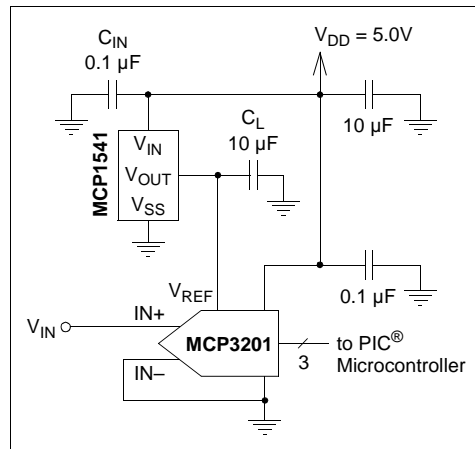 C_IN
0.1 µF
V_DD = 5.0V
10 µF
C_L
10 µF
MCP1541
V_IN
V_OUT
V_SS
V_REF
0.1 µF
V_IN
IN+
MCP3201
IN–
3
to PIC®
Microcontroller